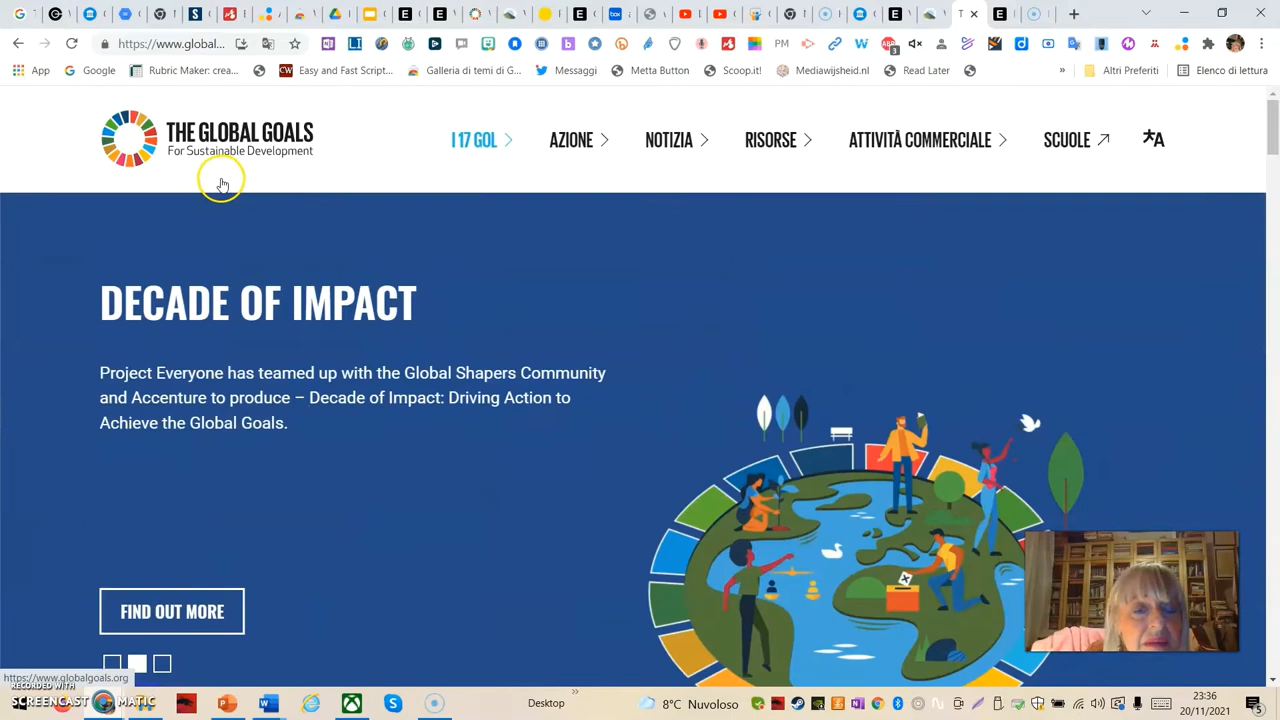 https://www.global...
PM
3
App
Google
Rubric Maker: crea...
CW
Easy and Fast Script...
Galleria di temi di G...
Messaggi
Metta Button
Scoop.it!
Mediawijsheid.nl
Read Later
»
Altri Preferiti
Elenco di lettura
THE GLOBAL GOALS
For Sustainable Development
I 17 GOL
AZIONE
NOTIZIA
RISORSE
ATTIVITÀ COMMERCIALE
SCUOLE
DECADE OF IMPACT
Project Everyone has teamed up with the Global Shapers Community
and Accenture to produce – Decade of Impact: Driving Action to
Achieve the Global Goals.
FIND OUT MORE
https://www.globalgoals.org
RECORDED WITH
SCREENCAST MATIC
Desktop
»
8°C Nuvoloso
23:36
20/11/2021
5